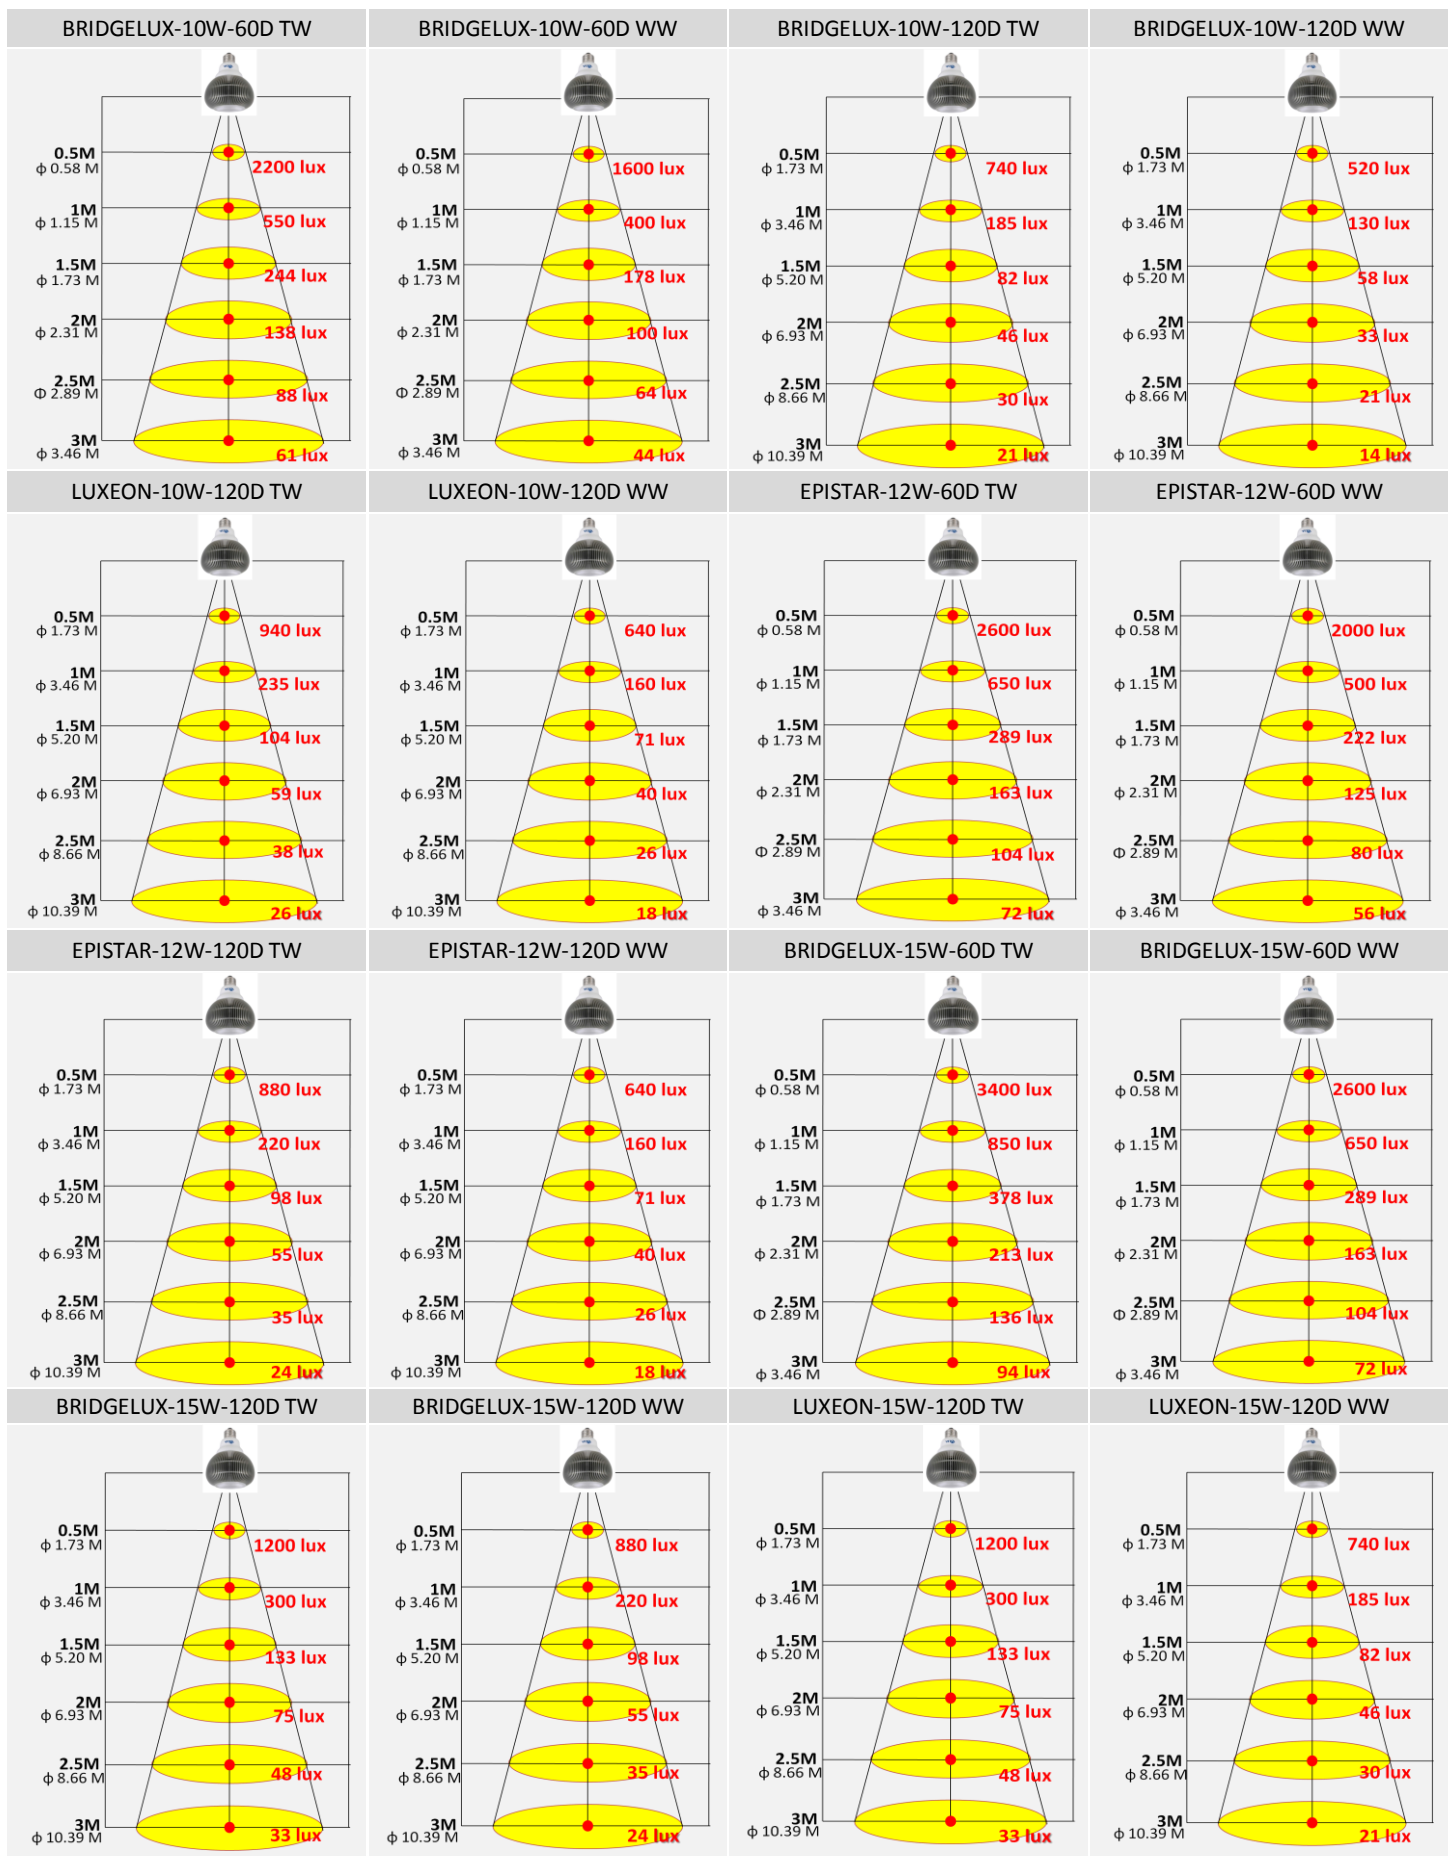 BRIDGELUX-10W-60D TW
0.5M
ϕ 0.58 M
2200 lux
1M
ϕ 1.15 M
550 lux
1.5M
ϕ 1.73 M
244 lux
2M
ϕ 2.31 M
138 lux
2.5M
Φ 2.89 M
88 lux
3M
ϕ 3.46 M
61 lux
BRIDGELUX-10W-60D WW
0.5M
ϕ 0.58 M
1600 lux
1M
ϕ 1.15 M
400 lux
1.5M
ϕ 1.73 M
178 lux
2M
ϕ 2.31 M
100 lux
2.5M
Φ 2.89 M
64 lux
3M
ϕ 3.46 M
44 lux
BRIDGELUX-10W-120D TW
0.5M
ϕ 1.73 M
740 lux
1M
ϕ 3.46 M
185 lux
1.5M
ϕ 5.20 M
82 lux
2M
ϕ 6.93 M
46 lux
2.5M
ϕ 8.66 M
30 lux
3M
ϕ 10.39 M
21 lux
BRIDGELUX-10W-120D WW
0.5M
ϕ 1.73 M
520 lux
1M
ϕ 3.46 M
130 lux
1.5M
ϕ 5.20 M
58 lux
2M
ϕ 6.93 M
33 lux
2.5M
ϕ 8.66 M
21 lux
3M
ϕ 10.39 M
14 lux
LUXEON-10W-120D TW
0.5M
ϕ 1.73 M
940 lux
1M
ϕ 3.46 M
235 lux
1.5M
ϕ 5.20 M
104 lux
2M
ϕ 6.93 M
59 lux
2.5M
ϕ 8.66 M
38 lux
3M
ϕ 10.39 M
26 lux
LUXEON-10W-120D WW
0.5M
ϕ 1.73 M
640 lux
1M
ϕ 3.46 M
160 lux
1.5M
ϕ 5.20 M
71 lux
2M
ϕ 6.93 M
40 lux
2.5M
ϕ 8.66 M
26 lux
3M
ϕ 10.39 M
18 lux
EPISTAR-12W-60D TW
0.5M
ϕ 0.58 M
2600 lux
1M
ϕ 1.15 M
650 lux
1.5M
ϕ 1.73 M
289 lux
2M
ϕ 2.31 M
163 lux
2.5M
Φ 2.89 M
104 lux
3M
ϕ 3.46 M
72 lux
EPISTAR-12W-60D WW
0.5M
ϕ 0.58 M
2000 lux
1M
ϕ 1.15 M
500 lux
1.5M
ϕ 1.73 M
222 lux
2M
ϕ 2.31 M
125 lux
2.5M
Φ 2.89 M
80 lux
3M
ϕ 3.46 M
56 lux
EPISTAR-12W-120D TW
0.5M
ϕ 1.73 M
880 lux
1M
ϕ 3.46 M
220 lux
1.5M
ϕ 5.20 M
98 lux
2M
ϕ 6.93 M
55 lux
2.5M
ϕ 8.66 M
35 lux
3M
ϕ 10.39 M
24 lux
EPISTAR-12W-120D WW
0.5M
ϕ 1.73 M
640 lux
1M
ϕ 3.46 M
160 lux
1.5M
ϕ 5.20 M
71 lux
2M
ϕ 6.93 M
40 lux
2.5M
ϕ 8.66 M
26 lux
3M
ϕ 10.39 M
18 lux
BRIDGELUX-15W-60D TW
0.5M
ϕ 0.58 M
3400 lux
1M
ϕ 1.15 M
850 lux
1.5M
ϕ 1.73 M
378 lux
2M
ϕ 2.31 M
213 lux
2.5M
Φ 2.89 M
136 lux
3M
ϕ 3.46 M
94 lux
BRIDGELUX-15W-60D WW
0.5M
ϕ 0.58 M
2600 lux
1M
ϕ 1.15 M
650 lux
1.5M
ϕ 1.73 M
289 lux
2M
ϕ 2.31 M
163 lux
2.5M
Φ 2.89 M
104 lux
3M
ϕ 3.46 M
72 lux
BRIDGELUX-15W-120D TW
0.5M
ϕ 1.73 M
1200 lux
1M
ϕ 3.46 M
300 lux
1.5M
ϕ 5.20 M
133 lux
2M
ϕ 6.93 M
75 lux
2.5M
ϕ 8.66 M
48 lux
3M
ϕ 10.39 M
33 lux
BRIDGELUX-15W-120D WW
0.5M
ϕ 1.73 M
880 lux
1M
ϕ 3.46 M
220 lux
1.5M
ϕ 5.20 M
98 lux
2M
ϕ 6.93 M
55 lux
2.5M
ϕ 8.66 M
35 lux
3M
ϕ 10.39 M
24 lux
LUXEON-15W-120D TW
0.5M
ϕ 1.73 M
1200 lux
1M
ϕ 3.46 M
300 lux
1.5M
ϕ 5.20 M
133 lux
2M
ϕ 6.93 M
75 lux
2.5M
ϕ 8.66 M
48 lux
3M
ϕ 10.39 M
33 lux
LUXEON-15W-120D WW
0.5M
ϕ 1.73 M
740 lux
1M
ϕ 3.46 M
185 lux
1.5M
ϕ 5.20 M
82 lux
2M
ϕ 6.93 M
46 lux
2.5M
ϕ 8.66 M
30 lux
3M
ϕ 10.39 M
21 lux